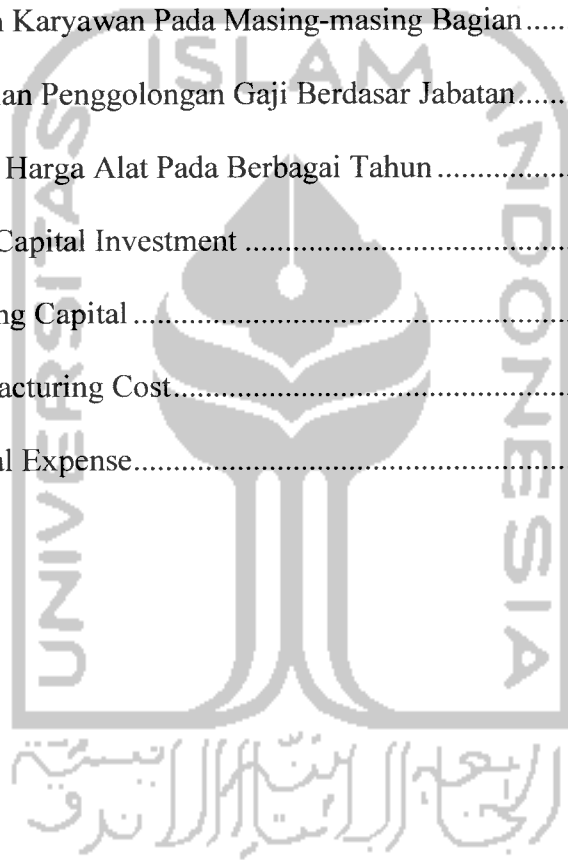 Karyawan Pada Masing-masing Bagian......
an Penggolongan Gaji Berdasar Jabatan......
Harga Alat Pada Berbagai Tahun..................
Capital Investment .............................................
ng Capital ...........................................................
acturing Cost......................................................
al Expense...........................................................
ISLAM
UNIVERSITAS
INDONESIA